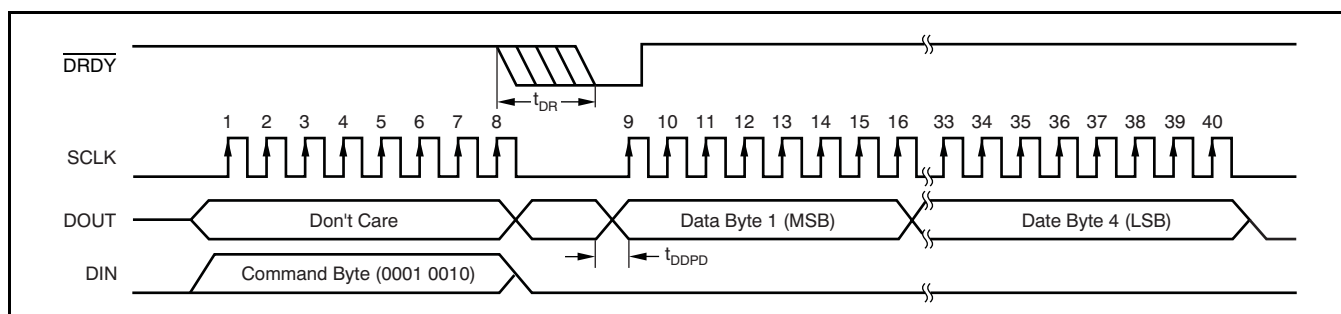 DRDY
tDR
1 2 3 4 5 6 7 8 9 10 11 12 13 14 15 16 33 34 35 36 37 38 39 40
SCLK
DOUT Don't Care Data Byte 1 (MSB) Date Byte 4 (LSB)
tDDPD
DIN Command Byte (0001 0010)